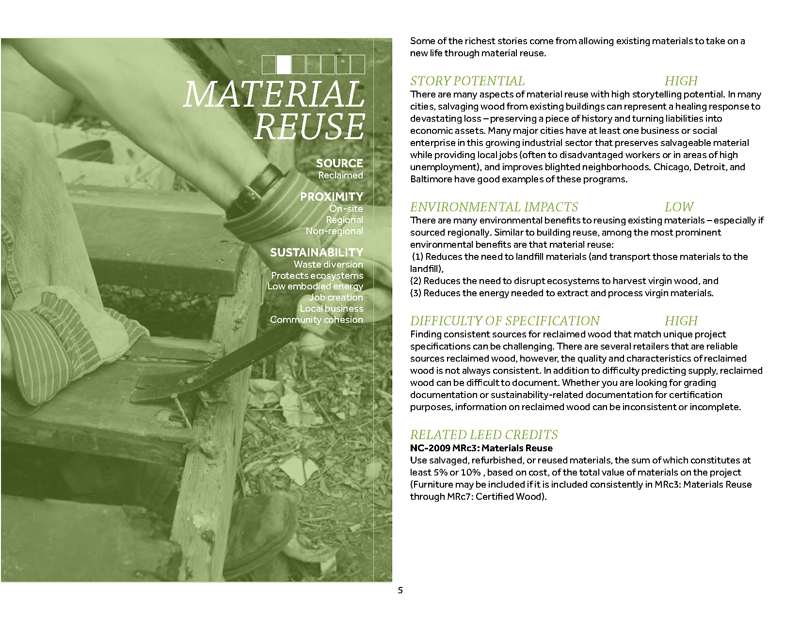 MATERIAL
REUSE
SOURCE
Reclaimed
PROXIMITY
On-site
Regional
Non-regional
SUSTAINABILITY
Waste diversion
Protects ecosystems
Low embodied energy
Job creation
Local business
Community cohesion
Some of the richest stories come from allowing existing materials to take on a
new life through material reuse.
STORY POTENTIAL HIGH
There are many aspects of material reuse with high storytelling potential. In many
cities, salvaging wood from existing buildings can represent a healing response to
devastating loss – preserving a piece of history and turning liabilities into
economic assets. Many major cities have at least one business or social
enterprise in this growing industrial sector that preserves salvageable material
while providing local jobs (often to disadvantaged workers or in areas of high
unemployment), and improves blighted neighborhoods. Chicago, Detroit, and
Baltimore have good examples of these programs.
ENVIRONMENTAL IMPACTS LOW
There are many environmental benefits to reusing existing materials – especially if
sourced regionally. Similar to building reuse, among the most prominent
environmental benefits are that material reuse:
(1) Reduces the need to landfill materials (and transport those materials to the
landfill),
(2) Reduces the need to disrupt ecosystems to harvest virgin wood, and
(3) Reduces the energy needed to extract and process virgin materials.
DIFFICULTY OF SPECIFICATION HIGH
Finding consistent sources for reclaimed wood that match unique project
specifications can be challenging. There are several retailers that are reliable
sources reclaimed wood, however, the quality and characteristics of reclaimed
wood is not always consistent. In addition to difficulty predicting supply, reclaimed
wood can be difficult to document. Whether you are looking for grading
documentation or sustainability-related documentation for certification
purposes, information on reclaimed wood can be inconsistent or incomplete.
RELATED LEED CREDITS
NC-2009 MRc3: Materials Reuse
Use salvaged, refurbished, or reused materials, the sum of which constitutes at
least 5% or 10% , based on cost, of the total value of materials on the project
(Furniture may be included if it is included consistently in MRc3: Materials Reuse
through MRc7: Certified Wood).
5